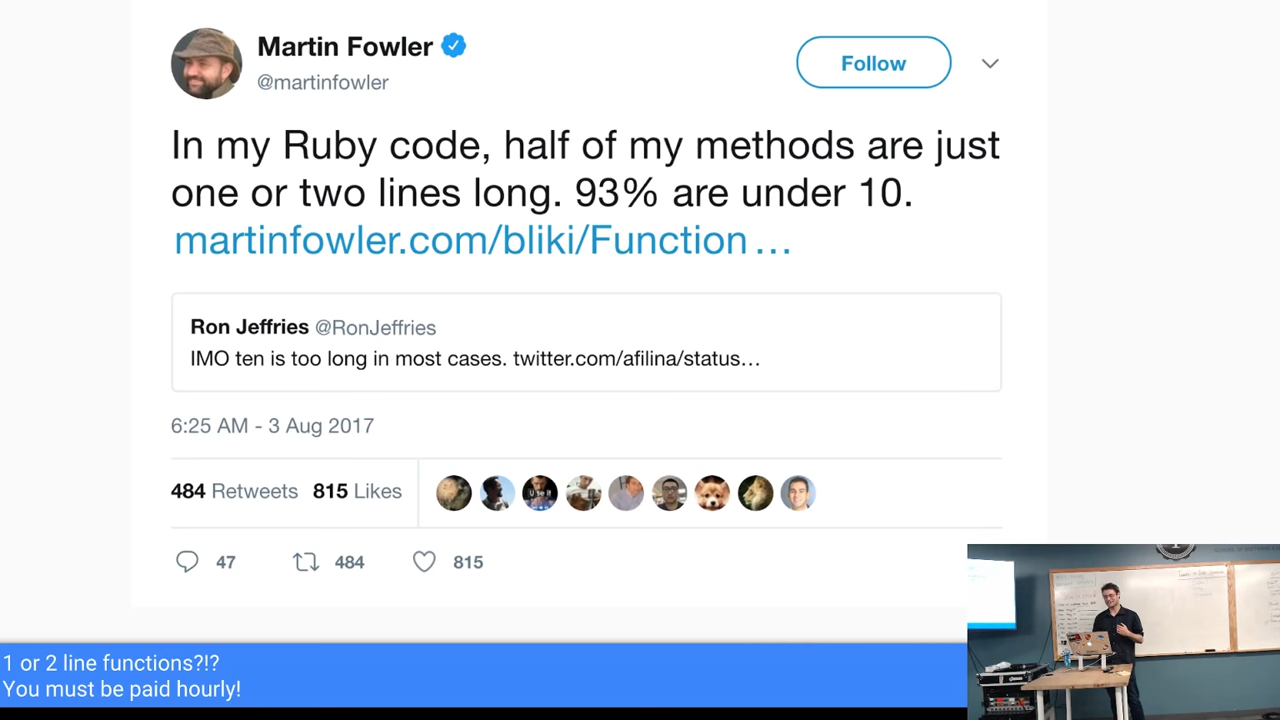 Martin Fowler
@martinfowler
Follow
In my Ruby code, half of my methods are just
one or two lines long. 93% are under 10.
martinfowler.com/bliki/Function…
Ron Jeffries @RonJeffries
IMO ten is too long in most cases. twitter.com/afilina/status…
6:25 AM - 3 Aug 2017
484 Retweets 815 Likes
47 484 815
1 or 2 line functions?!?
You must be paid hourly!